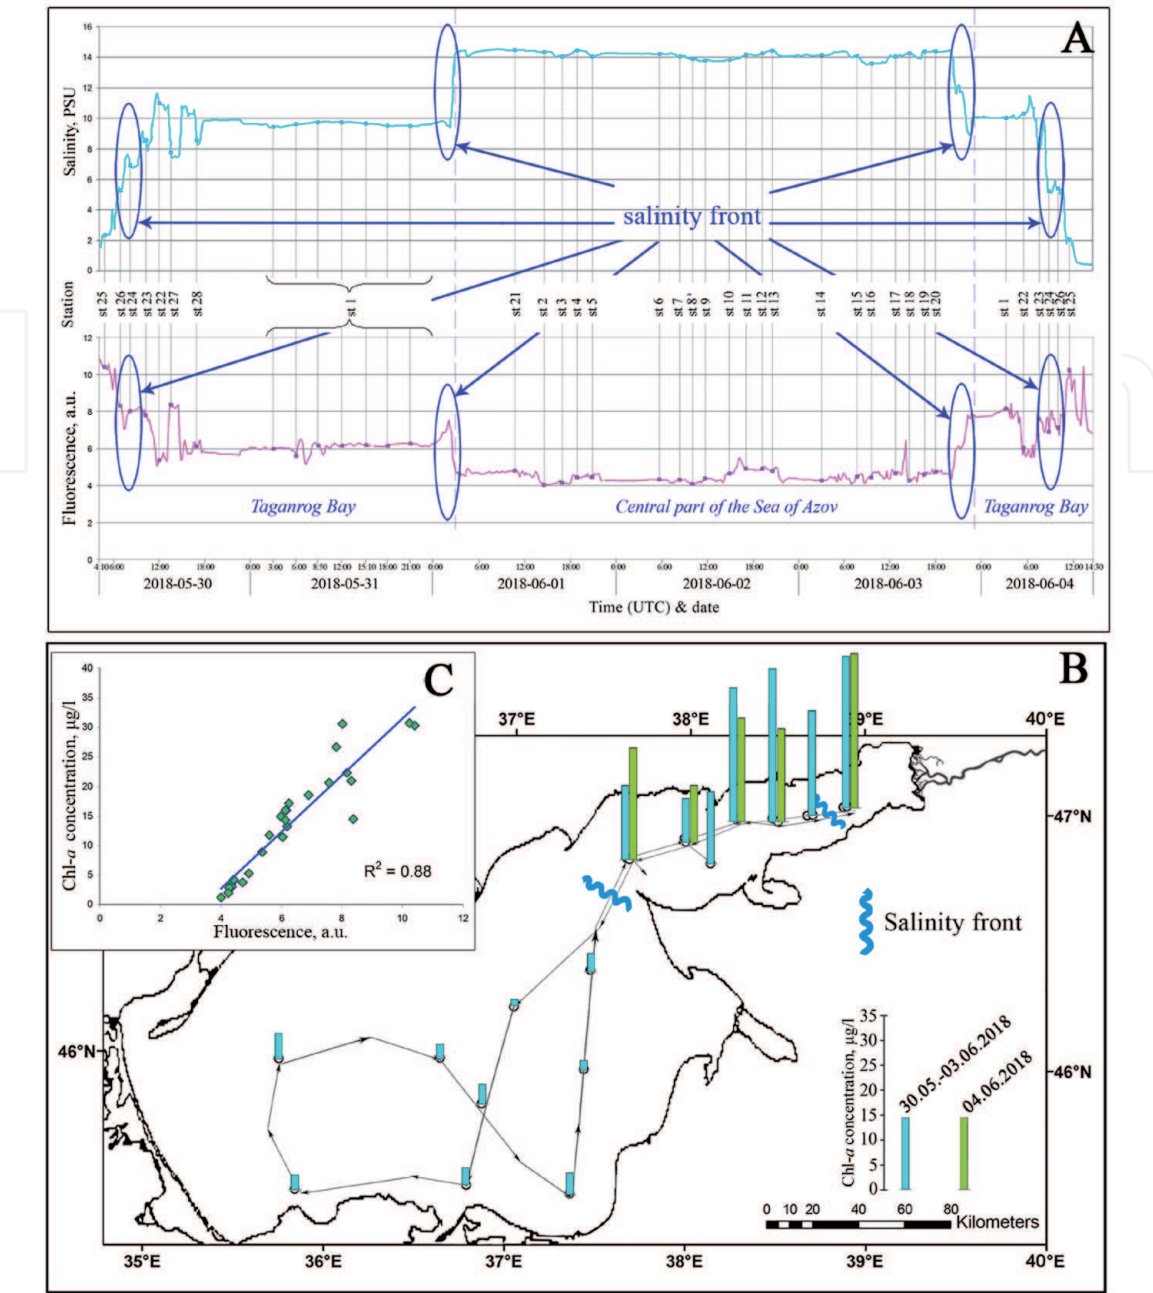 A
16
14
12
10
8
6
4
2
0
Salinity, PSU
salinity front
Station
st 25
st 26
st 24
st 23
st 22
st 27
st 28
st 1
st 21
st 2
st 3
st 4
st 5
st 6
st 7
st 8*
st 9
st 10
st 11
st 12
st 13
st 14
st 15
st 16
st 17
st 18
st 19
st 20
st 1
st 22
st 23
st 24
st 26
st 25
12
10
8
6
4
2
0
Fluorescence, a.u.
Taganrog Bay Central part of the Sea of Azov Taganrog Bay
4:10 6:00 12:00 18:00 0:00 3:00 6:00 8:50 11:30 12:00 15:10 18:00 21:00 0:00 6:00 12:00 18:00 0:00 6:00 12:00 18:00 0:00 6:00 12:00 18:00 0:00 6:00 12:00 14:30
2018-05-30 2018-05-31 2018-06-01 2018-06-02 2018-06-03 2018-06-04
Time (UTC) & date
C
40
35
30
25
20
15
10
5
0
Chl-a concentration, µg/l
R² = 0.88
0 2 4 6 8 10 12
Fluorescence, a.u.
B
37°E 38°E 39°E 40°E
47°N
Salinity front
46°N
46°N
35
30
25
20
15
10
5
0
Chl-a concentration, µg/l
30.05.-03.06.2018
04.06.2018
0 10 20 40 60 80
Kilometers
35°E 36°E 37°E 38°E 39°E 40°E